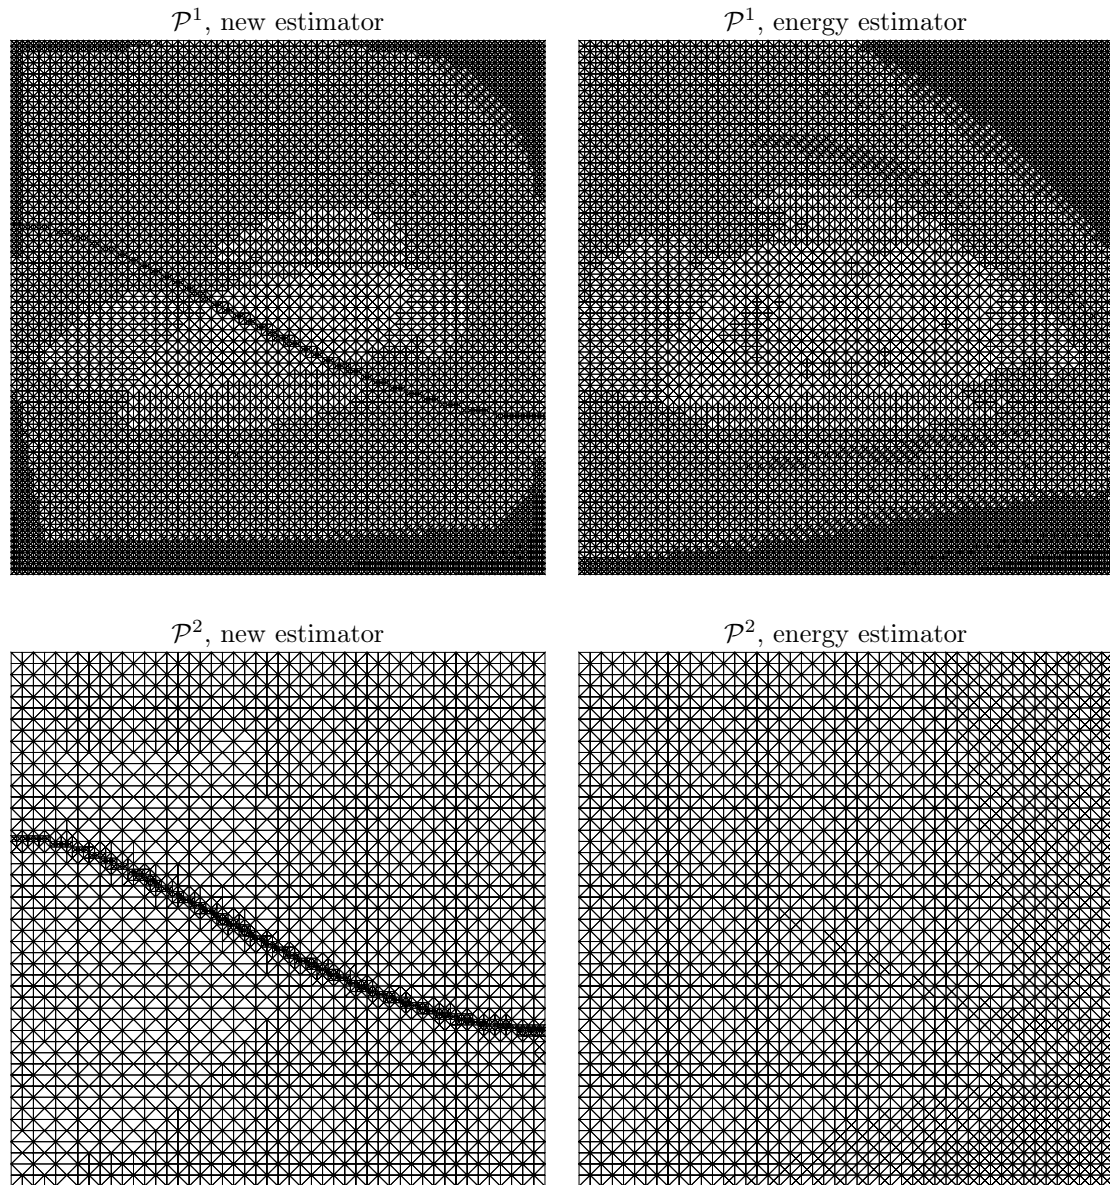 𝒫¹, new estimator
𝒫¹, energy estimator
𝒫², new estimator
𝒫², energy estimator